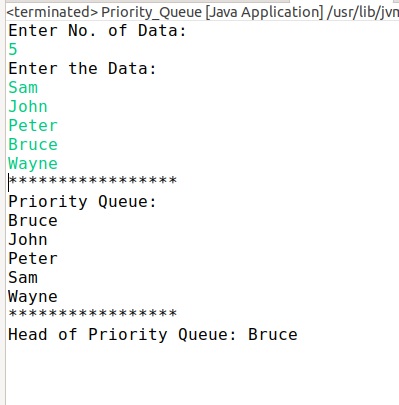 <terminated> Priority_Queue [Java Application] /usr/lib/jvm
Enter No. of Data:
5
Enter the Data:
Sam
John
Peter
Bruce
Wayne
*****************
Priority Queue:
Bruce
John
Peter
Sam
Wayne
*****************
Head of Priority Queue: Bruce